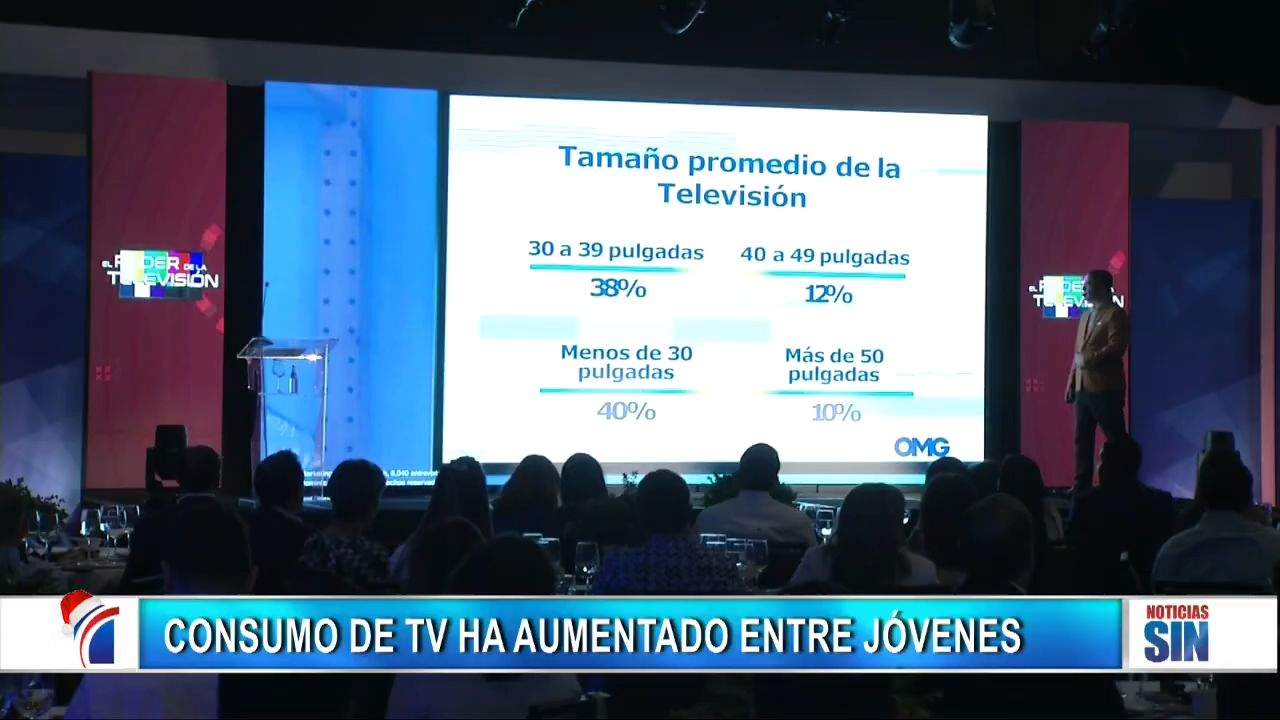 Tamaño promedio de la
Televisión
30 a 39 pulgadas
38%
40 a 49 pulgadas
12%
Menos de 30
pulgadas
40%
Más de 50
pulgadas
10%
OMG
EL PODER DE LA
TELEVISIÓN
EL PODER
TELEVISIÓN
CONSUMO DE TV HA AUMENTADO ENTRE JÓVENES
NOTICIAS
SIN